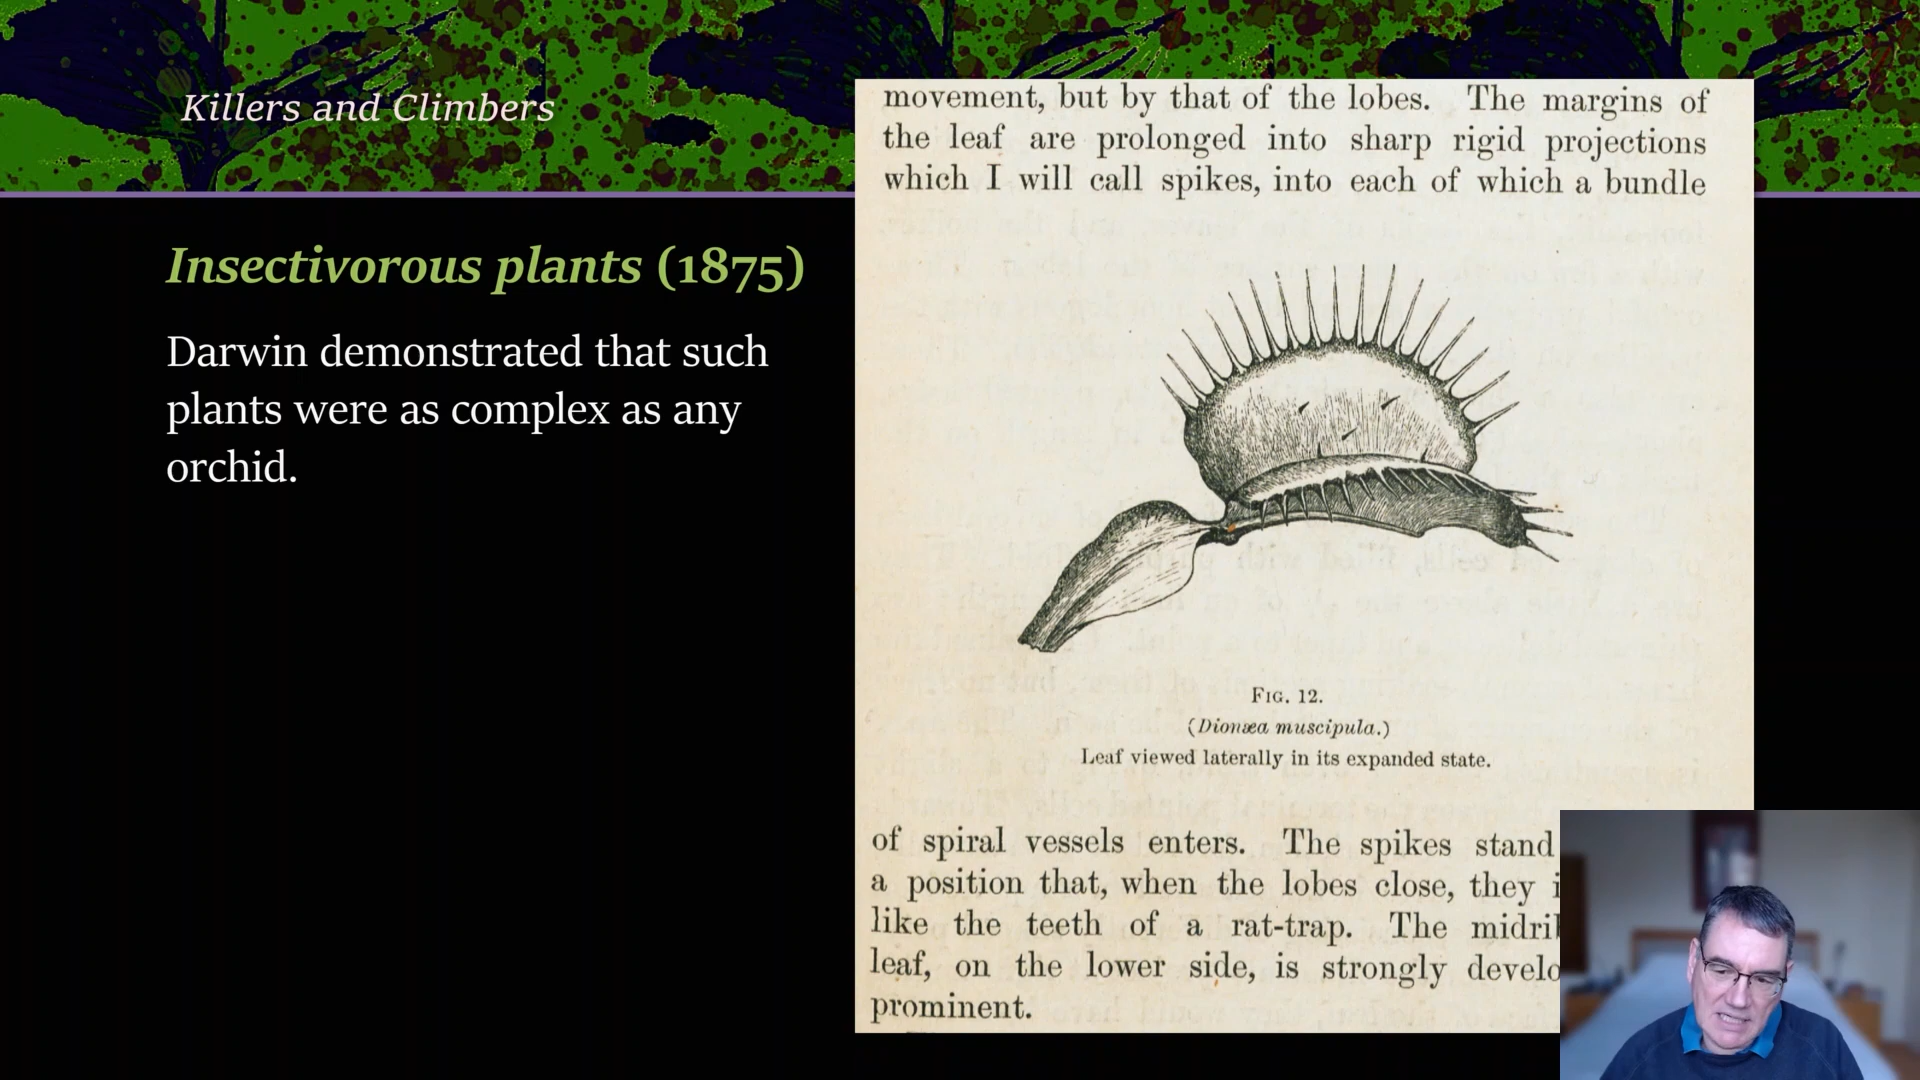 Killers and Climbers
Insectivorous plants (1875)
Darwin demonstrated that such
plants were as complex as any
orchid.
movement, but by that of the lobes. The margins of
the leaf are prolonged into sharp rigid projections
which I will call spikes, into each of which a bundle
FIG. 12.
(Dionæa muscipula.)
Leaf viewed laterally in its expanded state.
of spiral vessels enters. The spikes stand
a position that, when the lobes close, they
like the teeth of a rat-trap. The
leaf, on the lower side, is strongly
prominent.